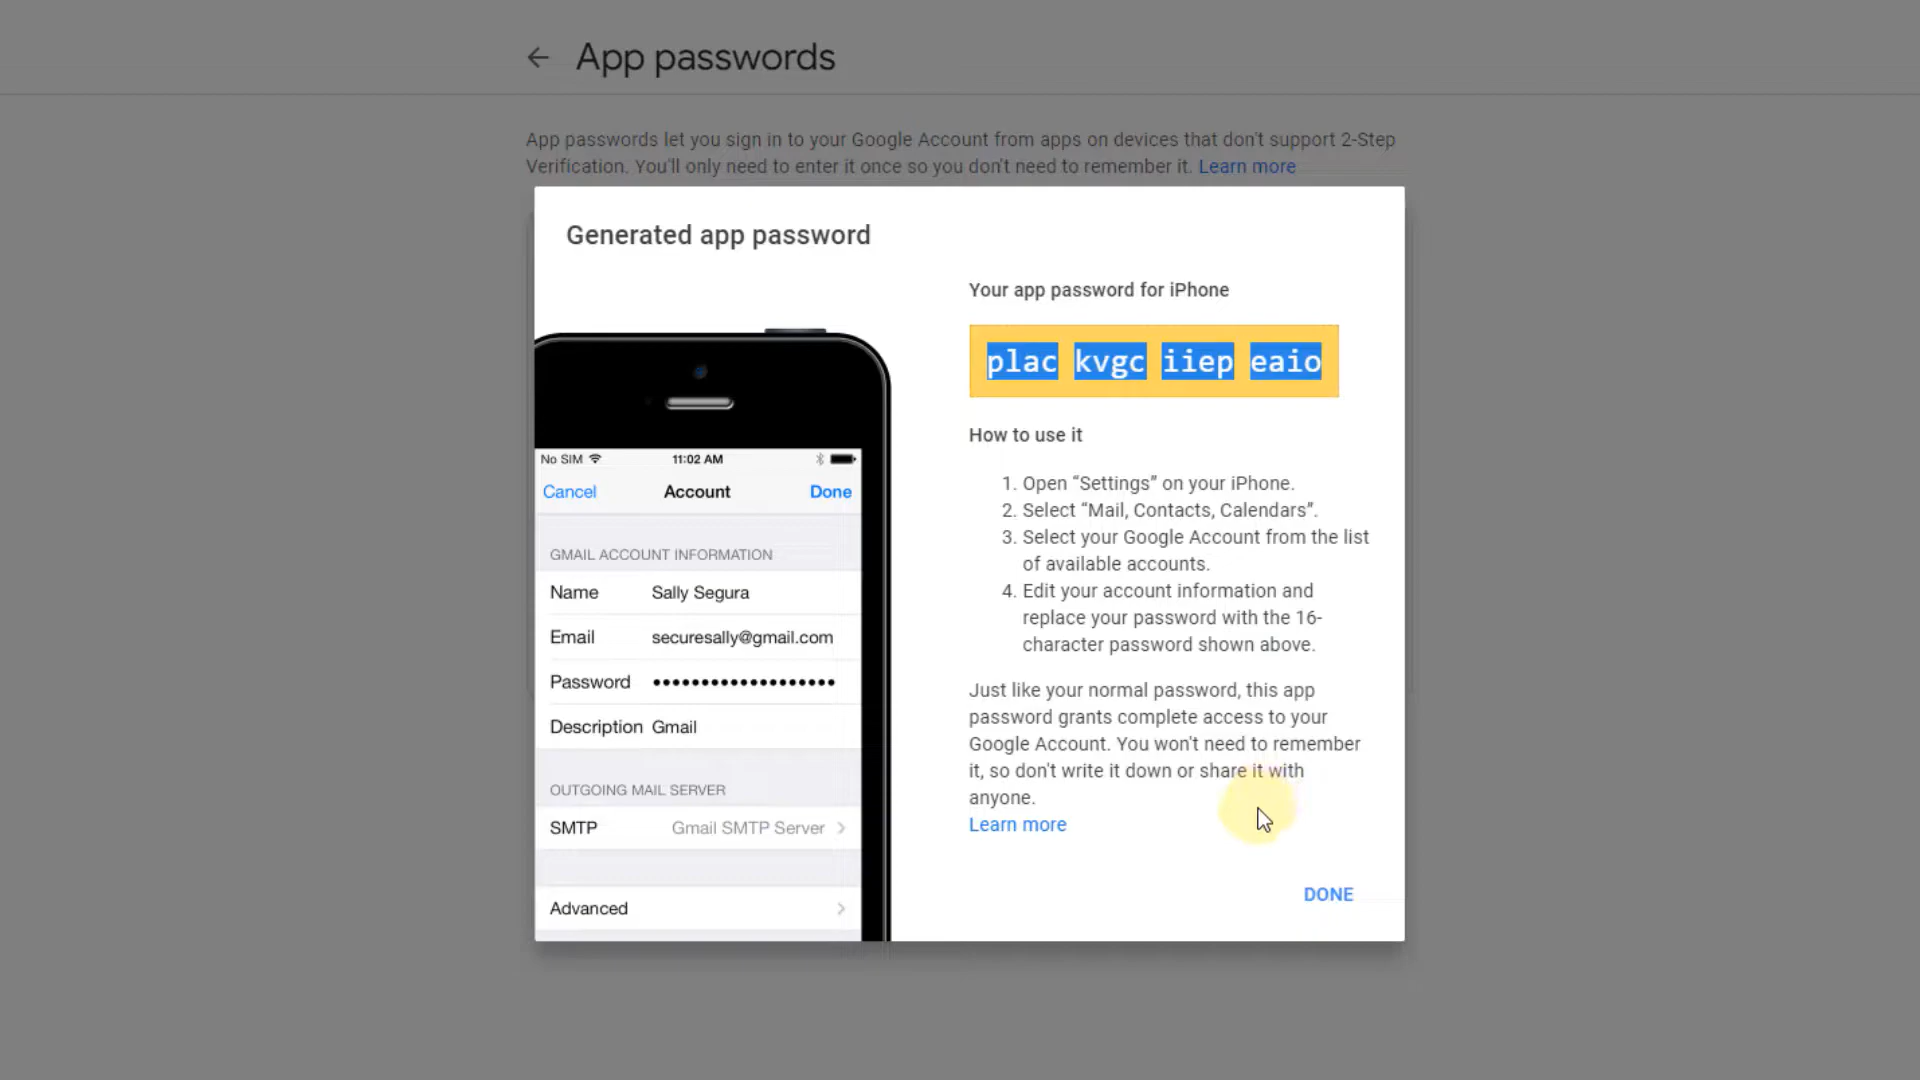 App passwords
App passwords let you sign in to your Google Account from apps on devices that don't support 2-Step
Verification. You'll only need to enter it once so you don't need to remember it. Learn more
Generated app password
No SIM 11:02 AM
Cancel Account Done
GMAIL ACCOUNT INFORMATION
Name Sally Segura
Email securesally@gmail.com
Password •••••••••••••••••••
Description Gmail
OUTGOING MAIL SERVER
SMTP Gmail SMTP Server
Advanced
Your app password for iPhone
plac kvgc iiep eaio
How to use it
1. Open “Settings” on your iPhone.
2. Select “Mail, Contacts, Calendars”.
3. Select your Google Account from the list
of available accounts.
4. Edit your account information and
replace your password with the 16-
character password shown above.
Just like your normal password, this app
password grants complete access to your
Google Account. You won't need to remember
it, so don't write it down or share it with
anyone.
Learn more
DONE